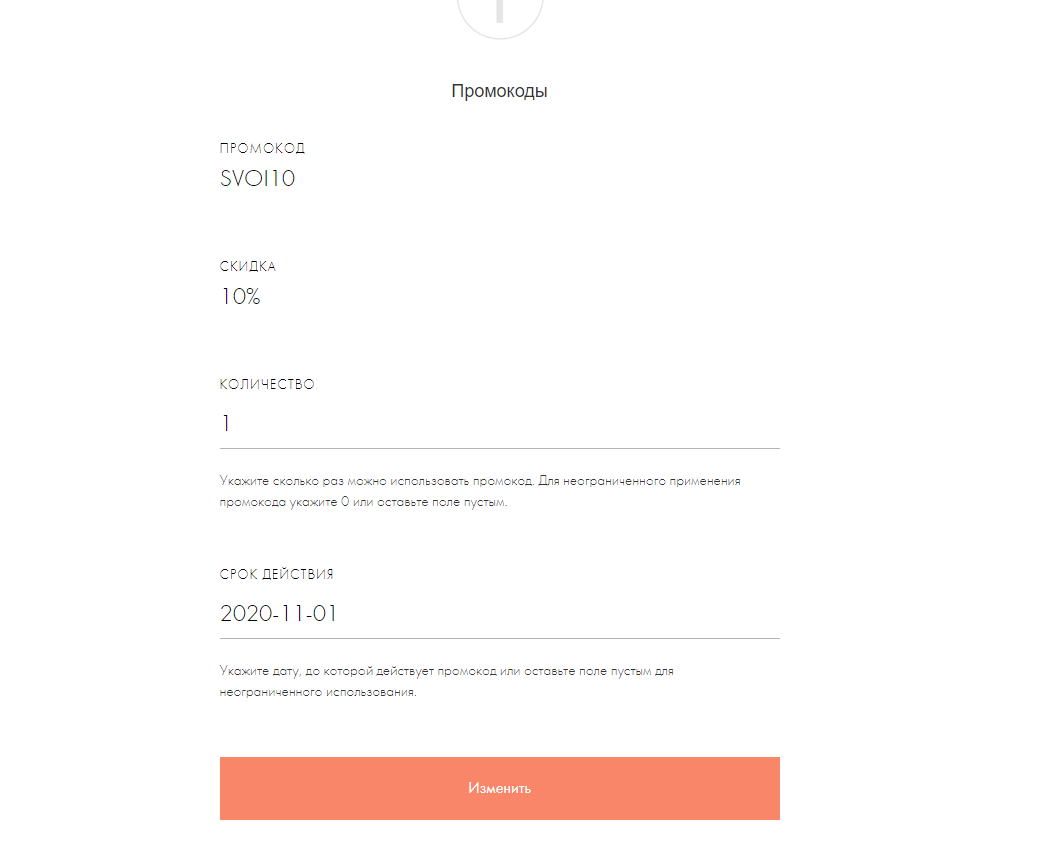 Промокоды
ПРОМОКОД
SVOI10
СКИДКА
10%
КОЛИЧЕСТВО
1
Укажите сколько раз можно использовать промокод. Для неограниченного применения
промокода укажите 0 или оставьте поле пустым.
СРОК ДЕЙСТВИЯ
2020-11-01
Укажите дату, до которой действует промокод или оставьте поле пустым для
неограниченного использования.
Изменить